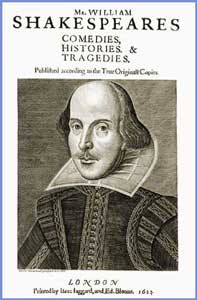 Mr. WILLIAM
SHAKESPEARES
COMEDIES,
HISTORIES, &
TRAGEDIES.
Published according to the True Originall Copies.
LONDON
Printed by Isaac Iaggard, and Ed. Blount. 1623